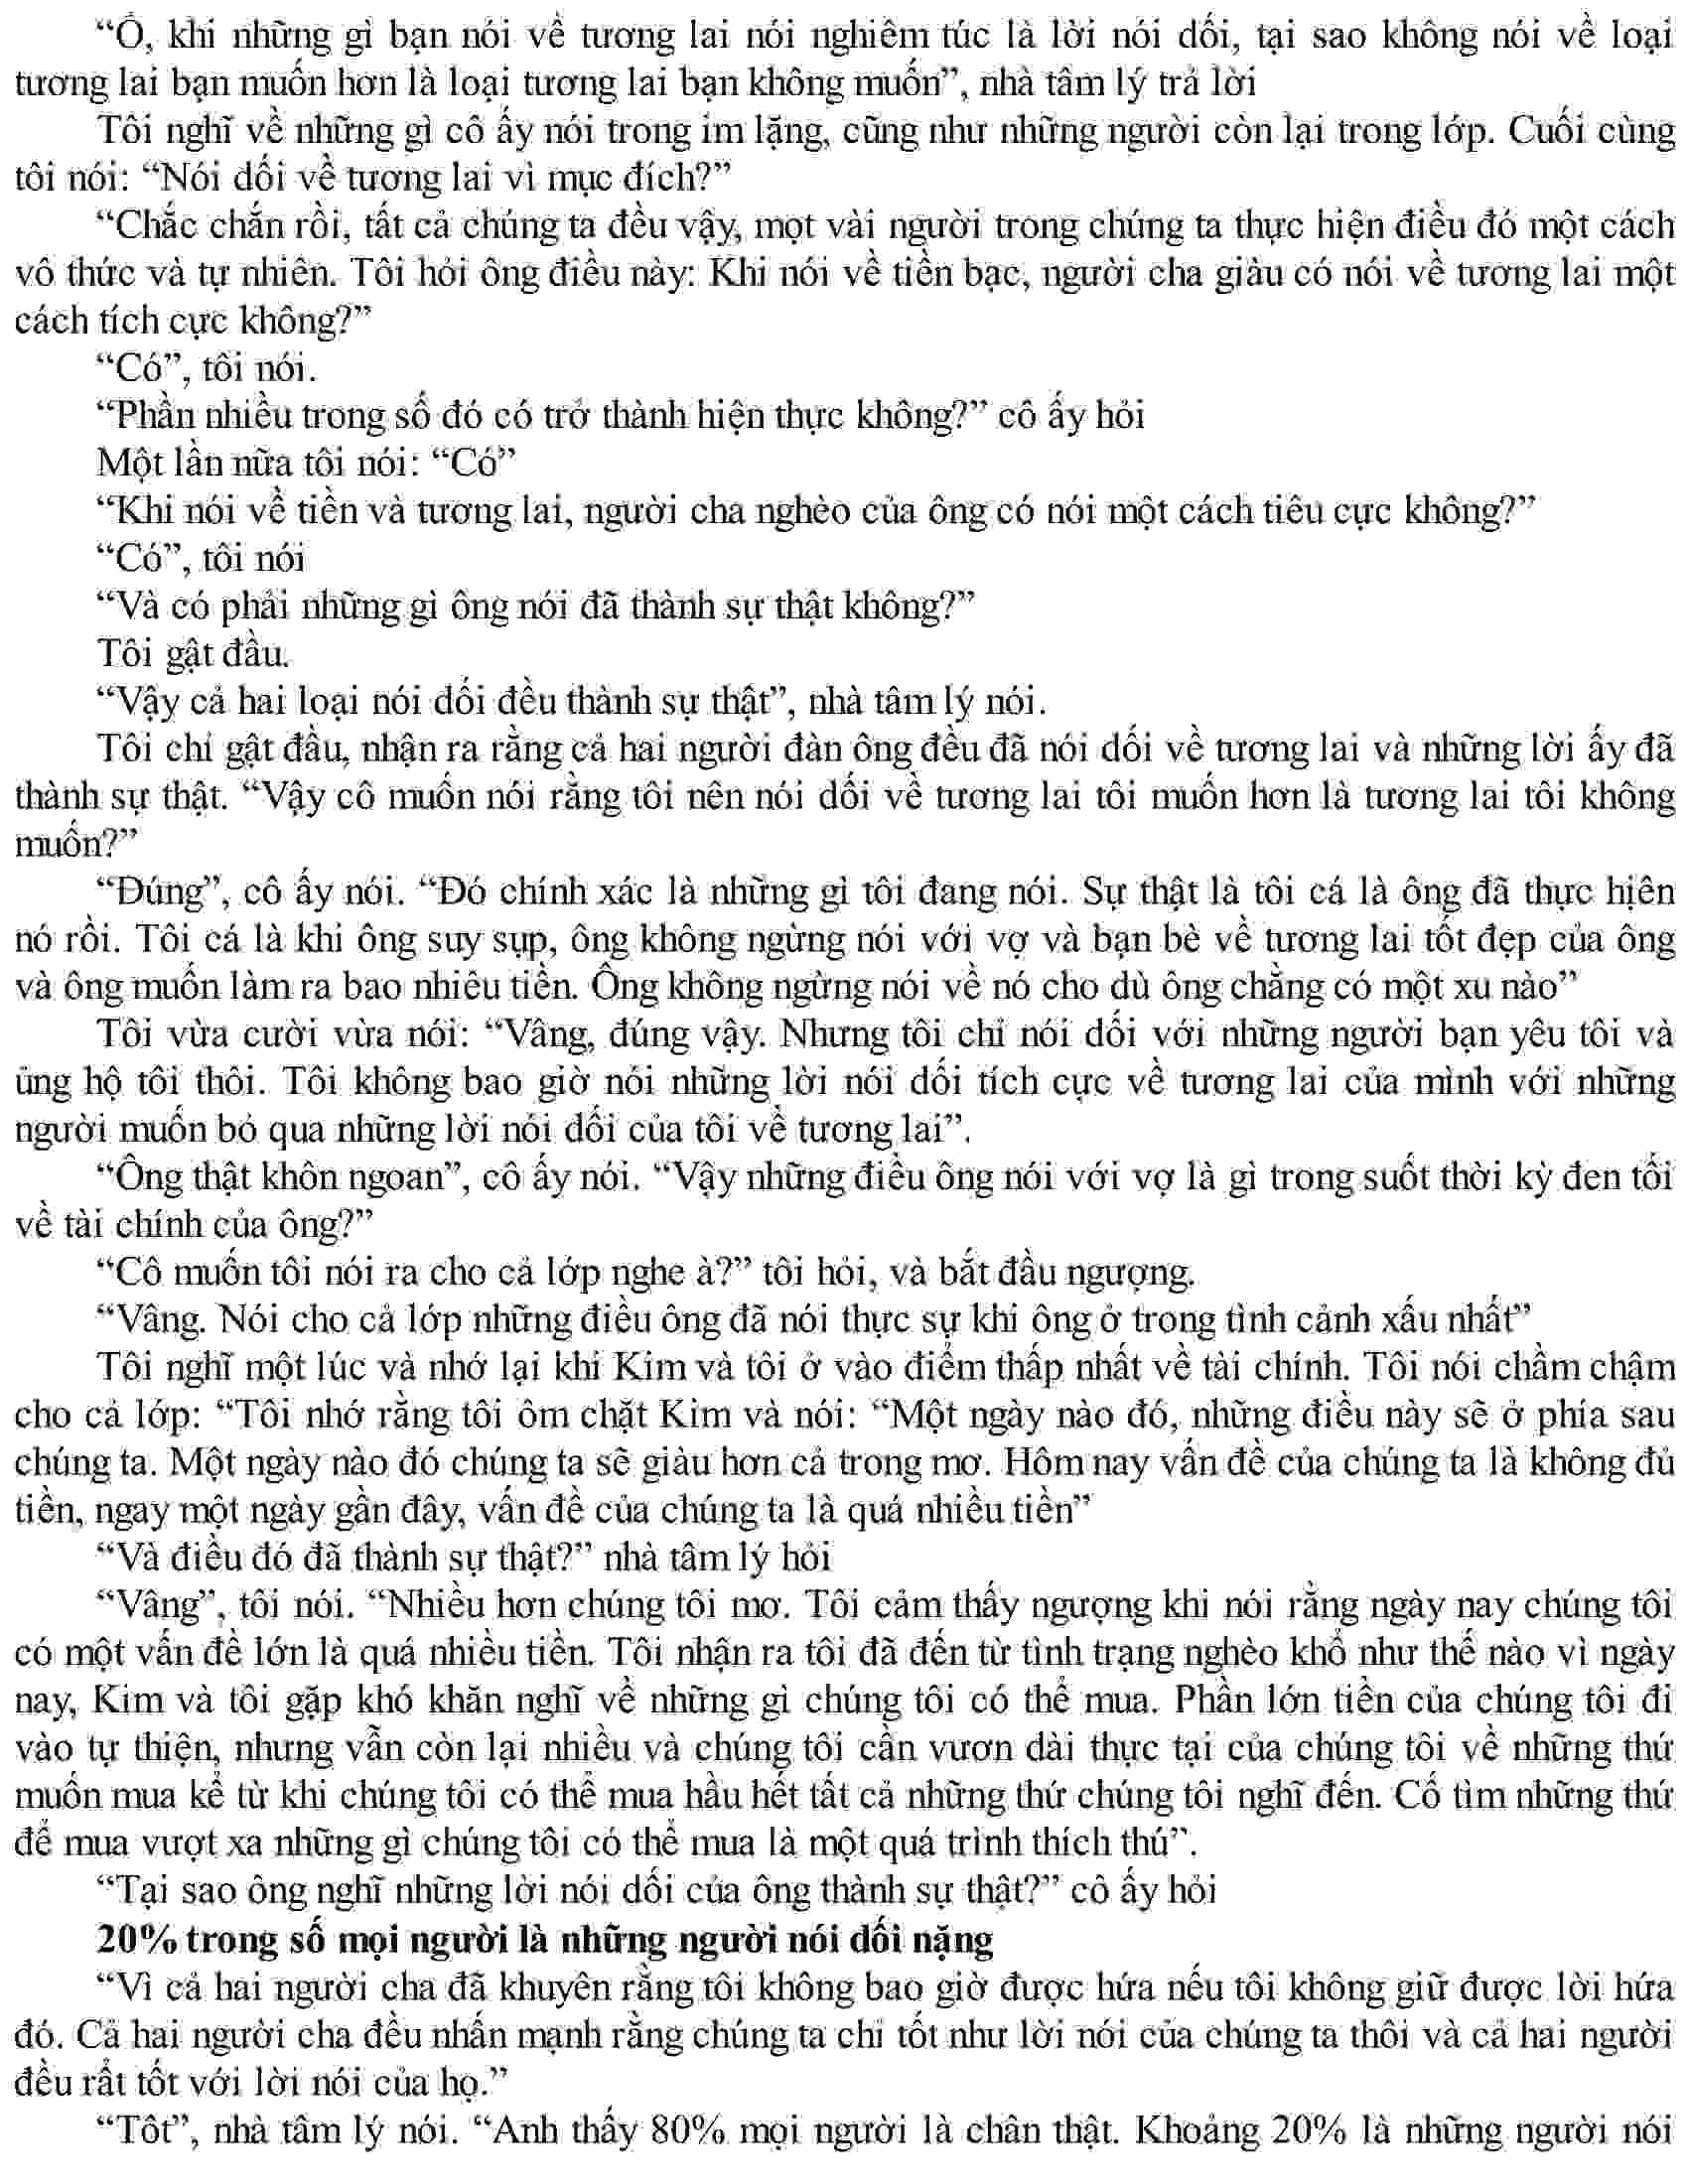 “Ồ, khi những gì bạn nói về tương lai nói nghiêm túc là lời nói dối, tại sao không nói về loại
tương lai bạn muốn hơn là loại tương lai bạn không muốn”, nhà tâm lý trả lời
Tôi nghĩ về những gì cô ấy nói trong im lặng, cũng như những người còn lại trong lớp. Cuối cùng
tôi nói: “Nói dối về tương lai vì mục đích?”
“Chắc chắn rồi, tất cả chúng ta đều vậy, mọt vài người trong chúng ta thực hiện điều đó một cách
vô thức và tự nhiên. Tôi hỏi ông điều này: Khi nói về tiền bạc, người cha giàu có nói về tương lai một
cách tích cực không?”
“Có”, tôi nói.
“Phần nhiều trong số đó có trở thành hiện thực không?” cô ấy hỏi
Một lần nữa tôi nói: “Có”
“Khi nói về tiền và tương lai, người cha nghèo của ông có nói một cách tiêu cực không?”
“Có”, tôi nói
“Và có phải những gì ông nói đã thành sự thật không?”
Tôi gật đầu.
“Vậy cả hai loại nói dối đều thành sự thật”, nhà tâm lý nói.
Tôi chỉ gật đầu, nhận ra rằng cả hai người đàn ông đều đã nói dối về tương lai và những lời ấy đã
thành sự thật. “Vậy cô muốn nói rằng tôi nên nói dối về tương lai tôi muốn hơn là tương lai tôi không
muốn?”
“Đúng”, cô ấy nói. “Đó chính xác là những gì tôi đang nói. Sự thật là tôi cá là ông đã thực hiện
nó rồi. Tôi cá là khi ông suy sụp, ông không ngừng nói với vợ và bạn bè về tương lai tốt đẹp của ông
và ông muốn làm ra bao nhiêu tiền. Ông không ngừng nói về nó cho dù ông chẳng có một xu nào”
Tôi vừa cười vừa nói: “Vâng, đúng vậy. Nhưng tôi chỉ nói dối với những người bạn yêu tôi và
ủng hộ tôi thôi. Tôi không bao giờ nói những lời nói dối tích cực về tương lai của mình với những
người muốn bỏ qua những lời nói dối của tôi về tương lai”.
“Ông thật khôn ngoan”, cô ấy nói. “Vậy những điều ông nói với vợ là gì trong suốt thời kỳ đen tối
về tài chính của ông?”
“Cô muốn tôi nói ra cho cả lớp nghe à?” tôi hỏi, và bắt đầu ngượng.
“Vâng. Nói cho cả lớp những điều ông đã nói thực sự khi ông ở trong tình cảnh xấu nhất”
Tôi nghĩ một lúc và nhớ lại khi Kim và tôi ở vào điểm thấp nhất về tài chính. Tôi nói chầm chậm
cho cả lớp: “Tôi nhớ rằng tôi ôm chặt Kim và nói: “Một ngày nào đó, những điều này sẽ ở phía sau
chúng ta. Một ngày nào đó chúng ta sẽ giàu hơn cả trong mơ. Hôm nay vấn đề của chúng ta là không đủ
tiền, ngay một ngày gần đây, vấn đề của chúng ta là quá nhiều tiền”
“Và điều đó đã thành sự thật?” nhà tâm lý hỏi
“Vâng”, tôi nói. “Nhiều hơn chúng tôi mơ. Tôi cảm thấy ngượng khi nói rằng ngày nay chúng tôi
có một vấn đề lớn là quá nhiều tiền. Tôi nhận ra tôi đã đến từ tình trạng nghèo khổ như thế nào vì ngày
nay, Kim và tôi gặp khó khăn nghĩ về những gì chúng tôi có thể mua. Phần lớn tiền của chúng tôi đi
vào tự thiện, nhưng vẫn còn lại nhiều và chúng tôi cần vươn dài thực tại của chúng tôi về những thứ
muốn mua kể từ khi chúng tôi có thể mua hầu hết tất cả những thứ chúng tôi nghĩ đến. Cố tìm những thứ
để mua vượt xa những gì chúng tôi có thể mua là một quá trình thích thú”.
“Tại sao ông nghĩ những lời nói dối của ông thành sự thật?” cô ấy hỏi
20% trong số mọi người là những người nói dối nặng
“Vì cả hai người cha đã khuyên rằng tôi không bao giờ được hứa nếu tôi không giữ được lời hứa
đó. Cả hai người cha đều nhấn mạnh rằng chúng ta chỉ tốt như lời nói của chúng ta thôi và cả hai người
đều rất tốt với lời nói của họ.”
“Tốt”, nhà tâm lý nói. “Anh thấy 80% mọi người là chân thật. Khoảng 20% là những người nói